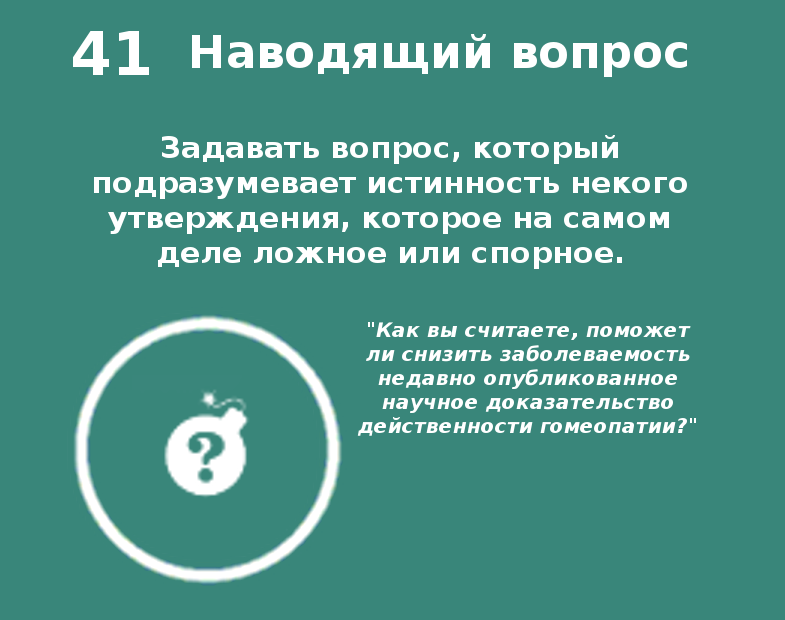 41 Наводящий вопрос
Задавать вопрос, который
подразумевает истинность некого
утверждения, которое на самом
деле ложное или спорное.
"Как вы считаете, поможет
ли снизить заболеваемость
недавно опубликованное
научное доказательство
действенности гомеопатии?"
?